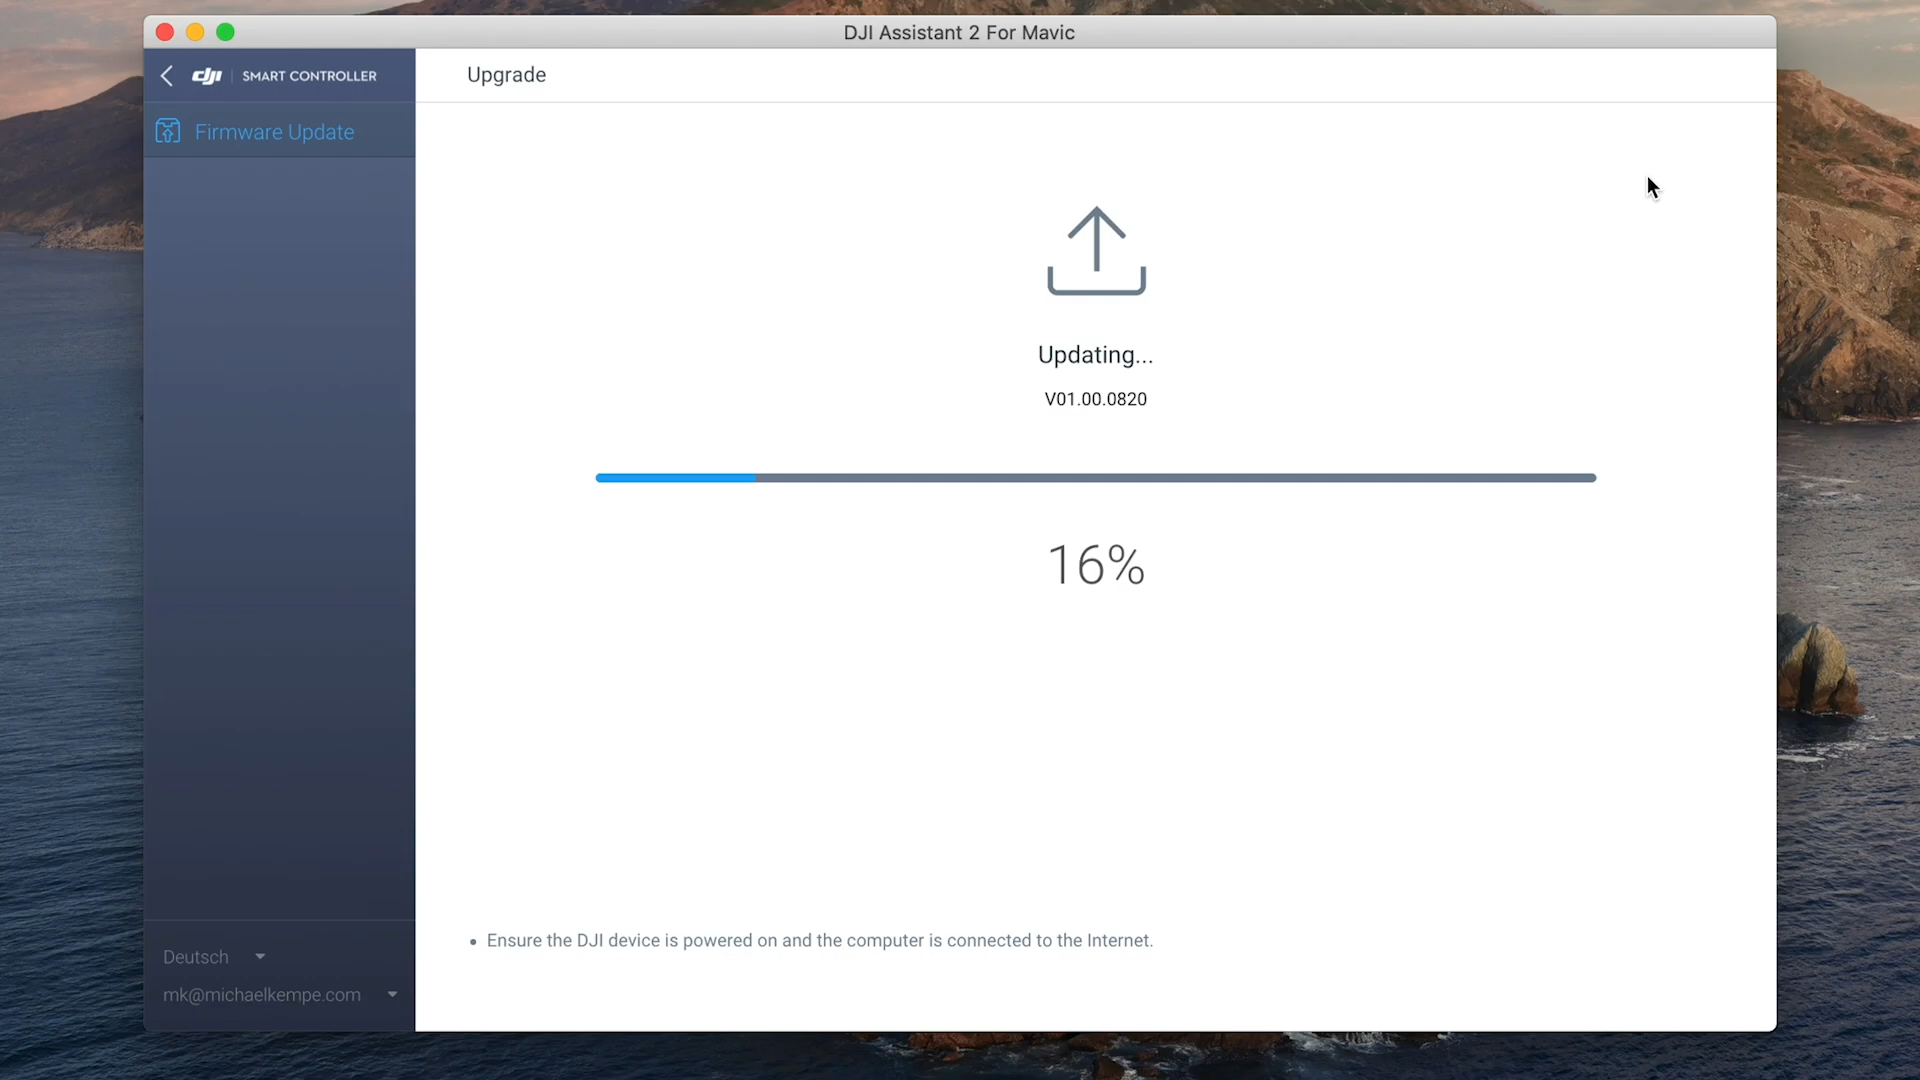 DJI Assistant 2 For Mavic
dji SMART CONTROLLER
Upgrade
Firmware Update
Updating...
V01.00.0820
16%
• Ensure the DJI device is powered on and the computer is connected to the Internet.
Deutsch
mk@michaelkempe.com